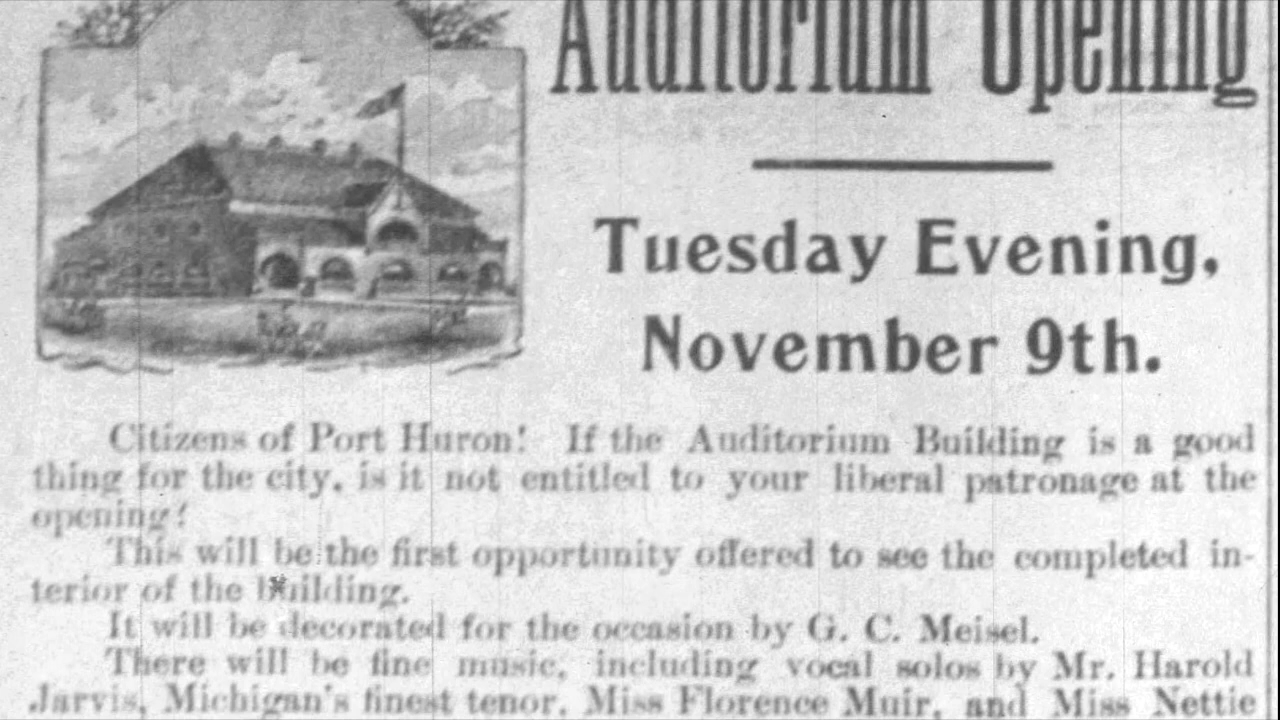 Auditorium Opening
Tuesday Evening,
November 9th.
Citizens of Port Huron! If the Auditorium Building is a good
thing for the city, is it not entitled to your liberal patronage at the
opening?
This will be the first opportunity offered to see the completed in-
terior of the building.
It will be decorated for the occasion by G. C. Meisel.
There will be fine music, including vocal solos by Mr. Harold
Jarvis, Michigan's finest tenor, Miss Florence Muir, and Miss Nettie